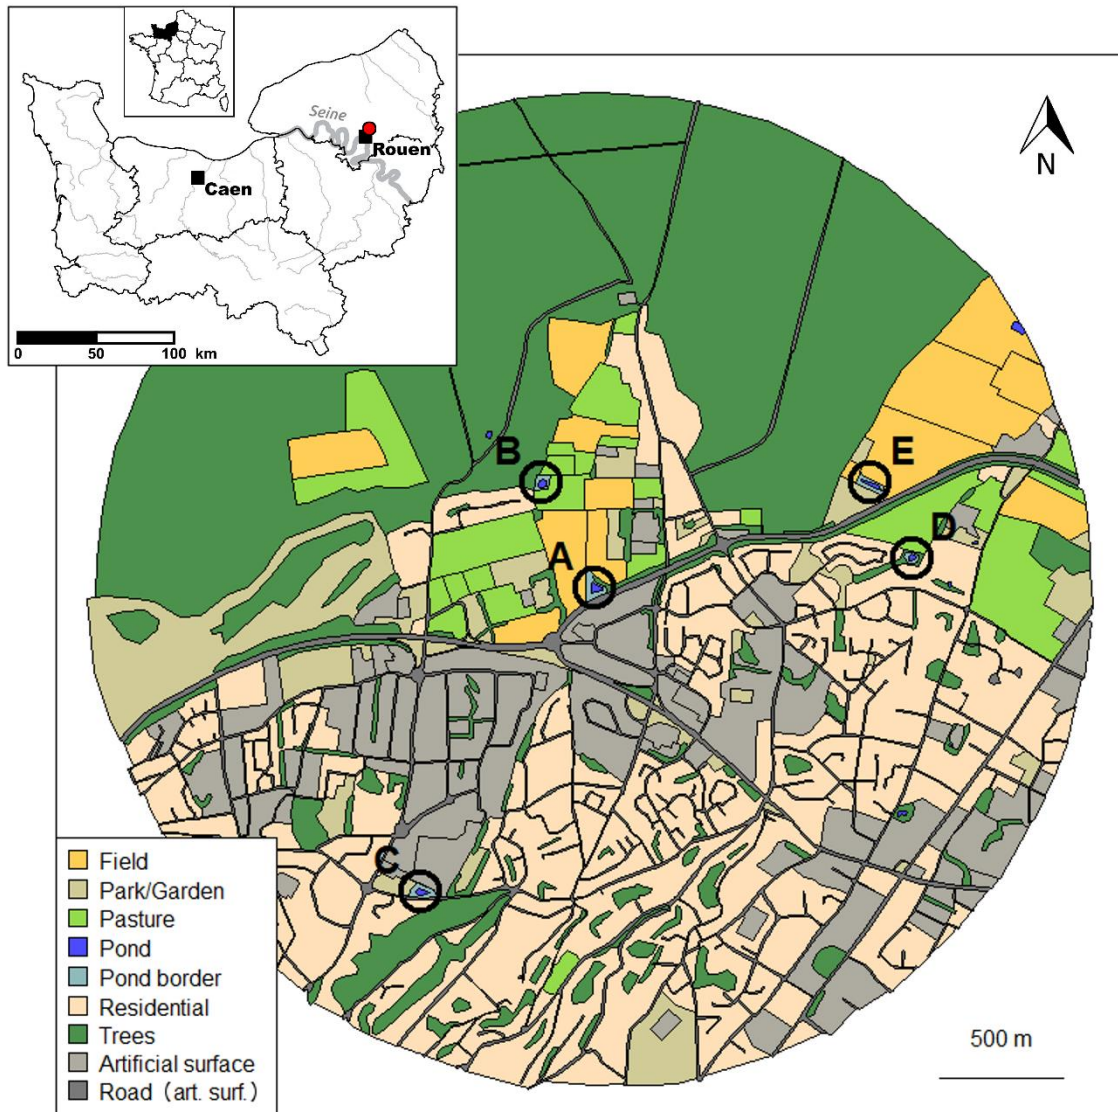 Seine
Rouen
Caen
0 50 100 km
N
B
E
D
A
C
Field
Park/Garden
Pasture
Pond
Pond border
Residential
Trees
Artificial surface
Road (art. surf.)
500 m